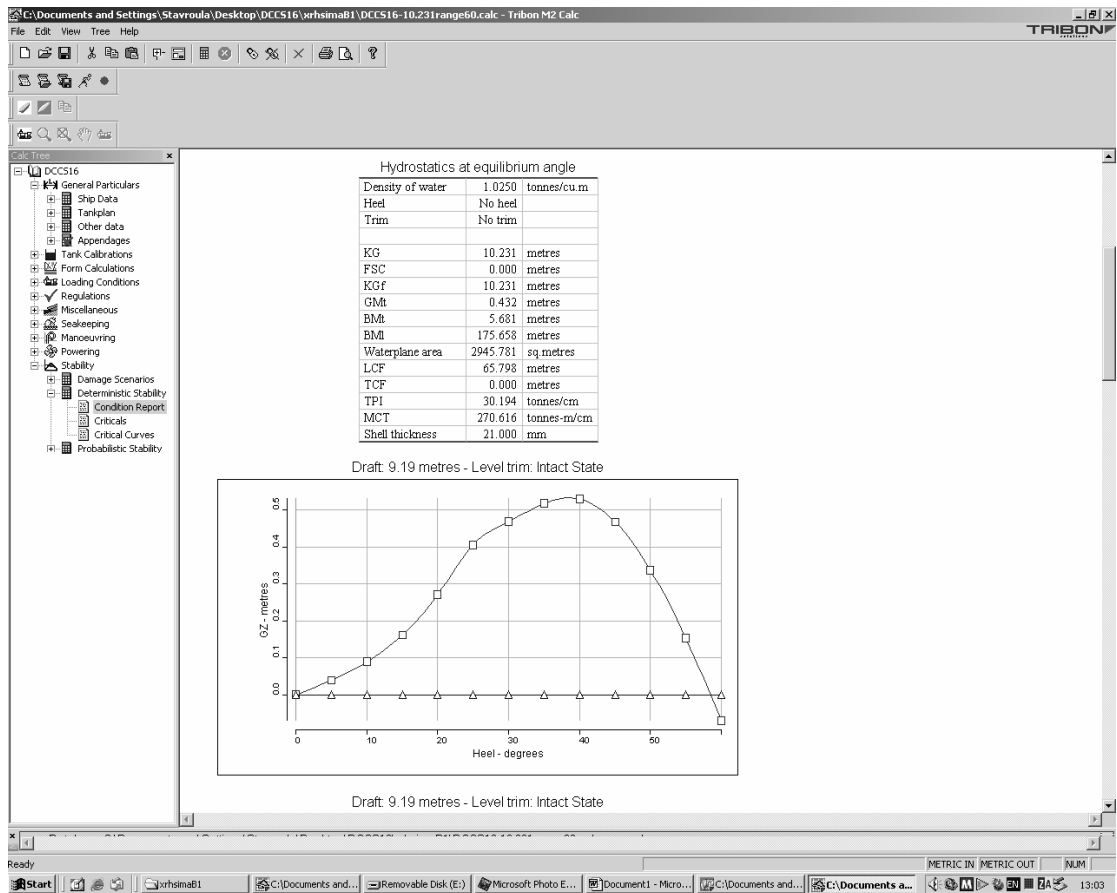 C:\Documents and Settings\Stavroula\Desktop\DCCS16\xrhsimaB1\DCCS16-10.231range60.calc - Tribon M2 Calc
File Edit View Tree Help
TRIBON
solutions
Calc Tree
DCCS16
General Particulars
Ship Data
Tankplan
Other data
Appendages
Tank Calibrations
Form Calculations
Loading Conditions
Regulations
Miscellaneous
Seakeeping
Manoeuvring
Powering
Stability
Damage Scenarios
Deterministic Stability
Condition Report
Criticals
Critical Curves
Probabilistic Stability
Hydrostatics at equilibrium angle
Density of water 1.0250 tonnes/cu.m
Heel No heel
Trim No trim
KG 10.231 metres
FSC 0.000 metres
KGf 10.231 metres
GMt 0.432 metres
BMt 5.681 metres
BMl 175.658 metres
Waterplane area 2945.781 sq.metres
LCF 65.798 metres
TCF 0.000 metres
TPI 30.194 tonnes/cm
MCT 270.616 tonnes-m/cm
Shell thickness 21.000 mm
Draft: 9.19 metres - Level trim: Intact State
0.5
0.4
0.3
0.2
0.1
0.0
GZ - metres
0 10 20 30 40 50
Heel - degrees
Draft: 9.19 metres - Level trim: Intact State
Ready
METRIC IN METRIC OUT NUM
Start xrhsimaB1 C:\Documents and... Removable Disk (E:) Microsoft Photo E... Document1 - Micro... C:\Documents and... C:\Documents a... EN 13:03